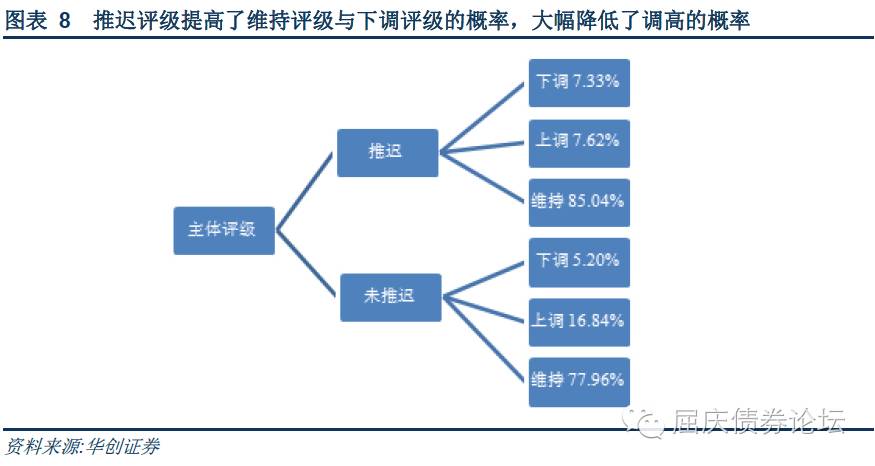 图表 8 推迟评级提高了维持评级与下调评级的概率，大幅降低了调高的概率
下调 7.33%
上调 7.62%
推迟
维持 85.04%
主体评级
下调 5.20%
未推迟
上调 16.84%
维持 77.96%
屈庆债券论坛
资料来源:华创证券